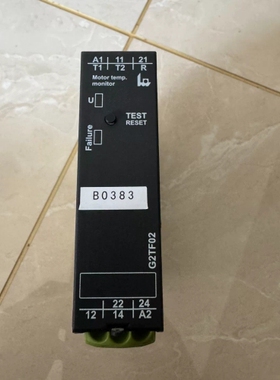 A1 11 21
T1 T2 R
Motor temp.
monitor
U
TEST
RESET
Failure
B0383
G2TF02
22 24
12 14 A2